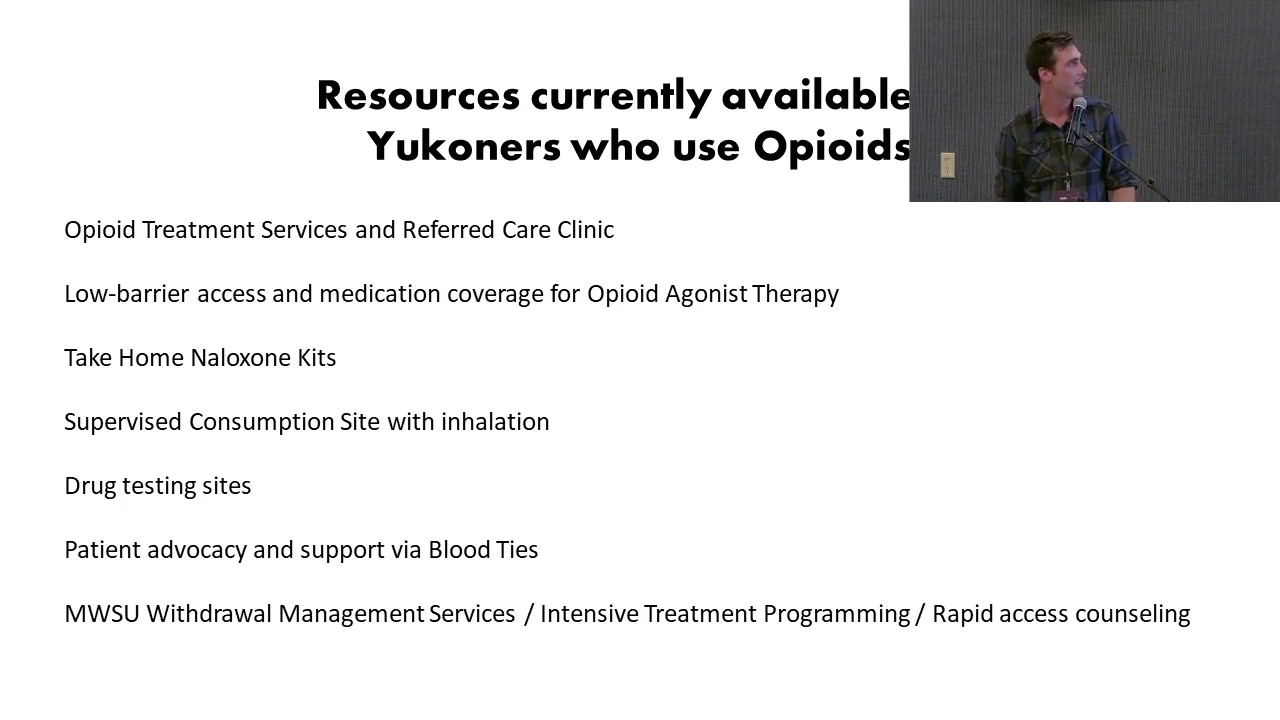 Resources currently available
Yukoners who use Opioids
Opioid Treatment Services and Referred Care Clinic
Low-barrier access and medication coverage for Opioid Agonist Therapy
Take Home Naloxone Kits
Supervised Consumption Site with inhalation
Drug testing sites
Patient advocacy and support via Blood Ties
MWSU Withdrawal Management Services / Intensive Treatment Programming / Rapid access counseling